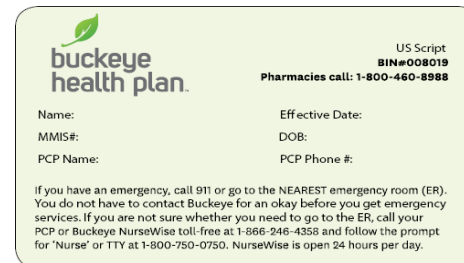 buckeye
health plan.
US Script
BIN#008019
Pharmacies call: 1-800-460-8988
Name: Effective Date:
MMIS#: DOB:
PCP Name: PCP Phone #:
If you have an emergency, call 911 or go to the NEAREST emergency room (ER).
You do not have to contact Buckeye for an okay before you get emergency
services. If you are not sure whether you need to go to the ER, call your
PCP or Buckeye NurseWise toll-free at 1-866-246-4358 and follow the prompt
for ‘Nurse’ or TTY at 1-800-750-0750. NurseWise is open 24 hours per day.